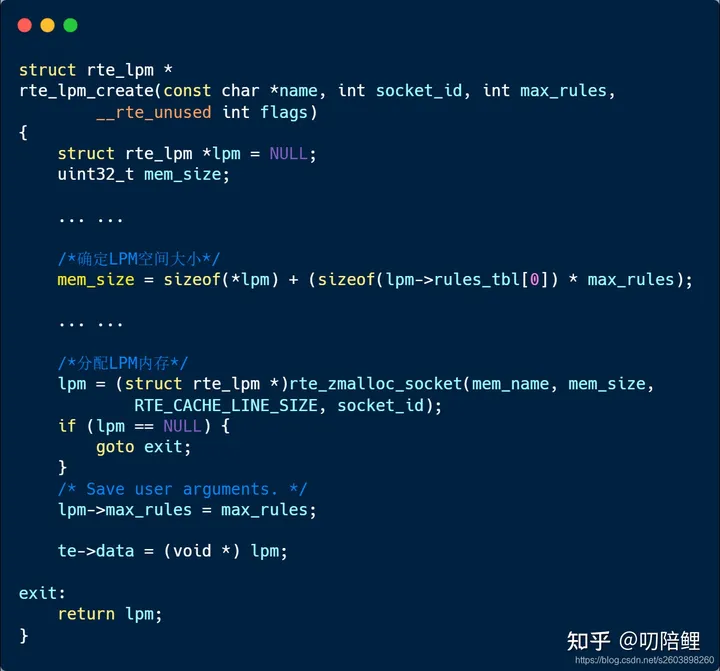 struct rte_lpm *
rte_lpm_create(const char *name, int socket_id, int max_rules,
        __rte_unused int flags)
{
    struct rte_lpm *lpm = NULL;
    uint32_t mem_size;

    ... ...

    /*确定LPM空间大小*/
    mem_size = sizeof(*lpm) + (sizeof(lpm->rules_tbl[0]) * max_rules);

    ... ...

    /*分配LPM内存*/
    lpm = (struct rte_lpm *)rte_zmalloc_socket(mem_name, mem_size,
            RTE_CACHE_LINE_SIZE, socket_id);
    if (lpm == NULL) {
        goto exit;
    }
    /* Save user arguments. */
    lpm->max_rules = max_rules;

    te->data = (void *) lpm;

exit:
    return lpm;
}
知乎 @叨陪鲤
https://blog.csdn.net/s2603898260